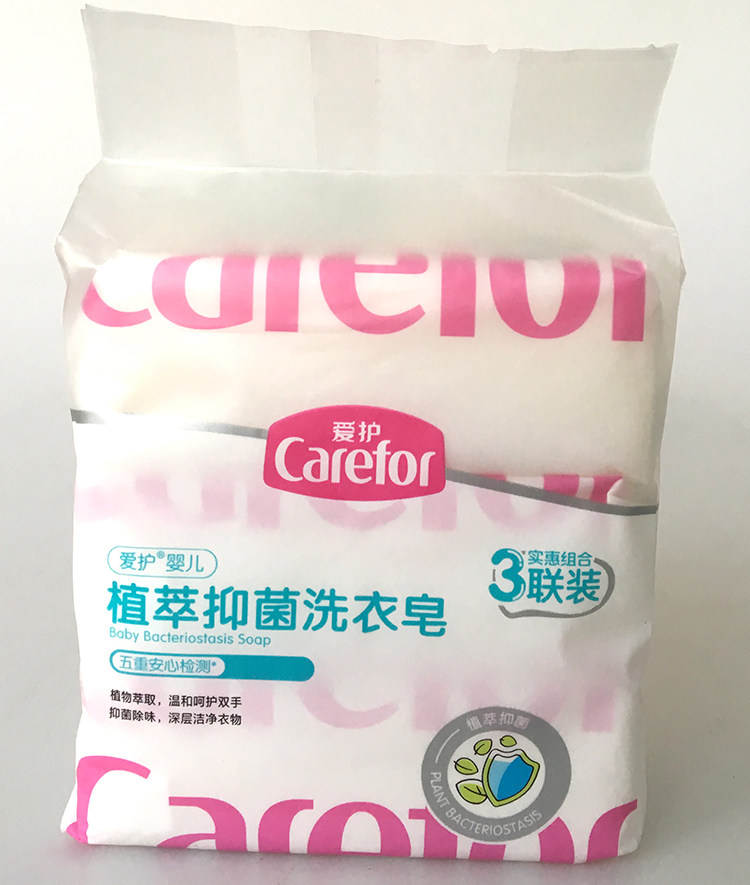 Carefor
爱护
Carefor
Carefor
爱护®婴儿
实惠组合
3联装
植萃抑菌洗衣皂
Baby Bacteriostasis Soap
五重安心检测*
植物萃取，温和呵护双手
抑菌除味，深层洁净衣物
植萃抑菌
PLANT BACTERIOSTASIS
Carefor